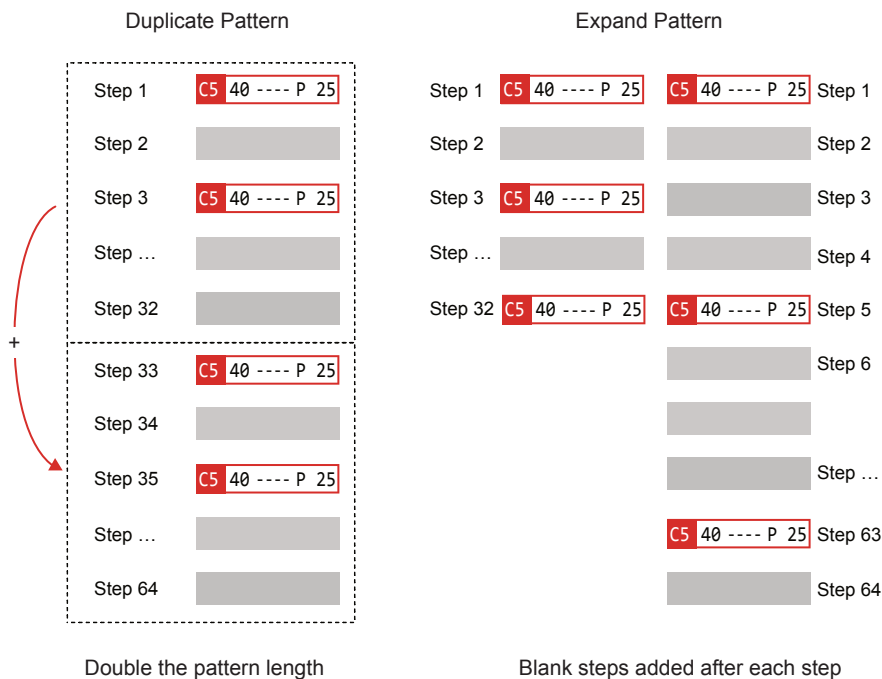 Duplicate Pattern
Step 1 C5 40 ---- P 25
Step 2
Step 3 C5 40 ---- P 25
Step …
Step 32
+
Step 33 C5 40 ---- P 25
Step 34
Step 35 C5 40 ---- P 25
Step …
Step 64
Double the pattern length
Expand Pattern
Step 1 C5 40 ---- P 25 C5 40 ---- P 25 Step 1
Step 2 Step 2
Step 3 C5 40 ---- P 25 Step 3
Step … Step 4
Step 32 C5 40 ---- P 25 C5 40 ---- P 25 Step 5
Step 6
Step …
C5 40 ---- P 25 Step 63
Step 64
Blank steps added after each step